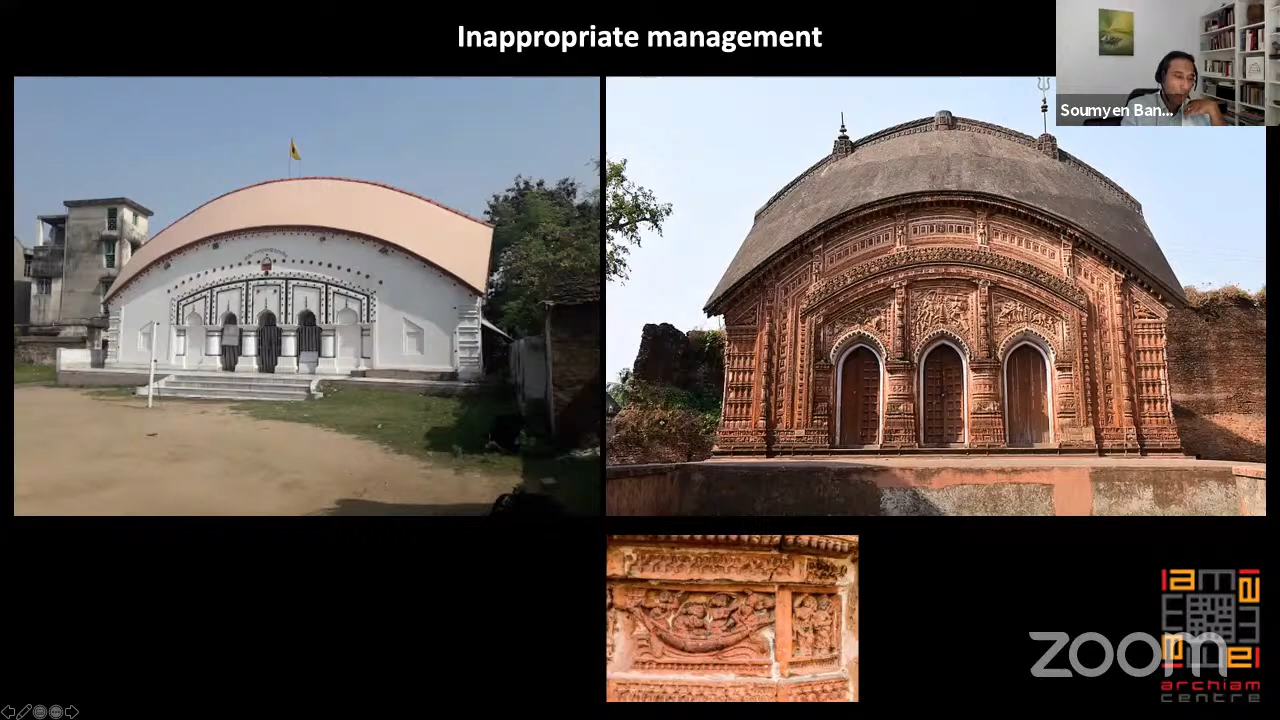 Inappropriate management
Soumyen Ban...
zoom
archiam
centre